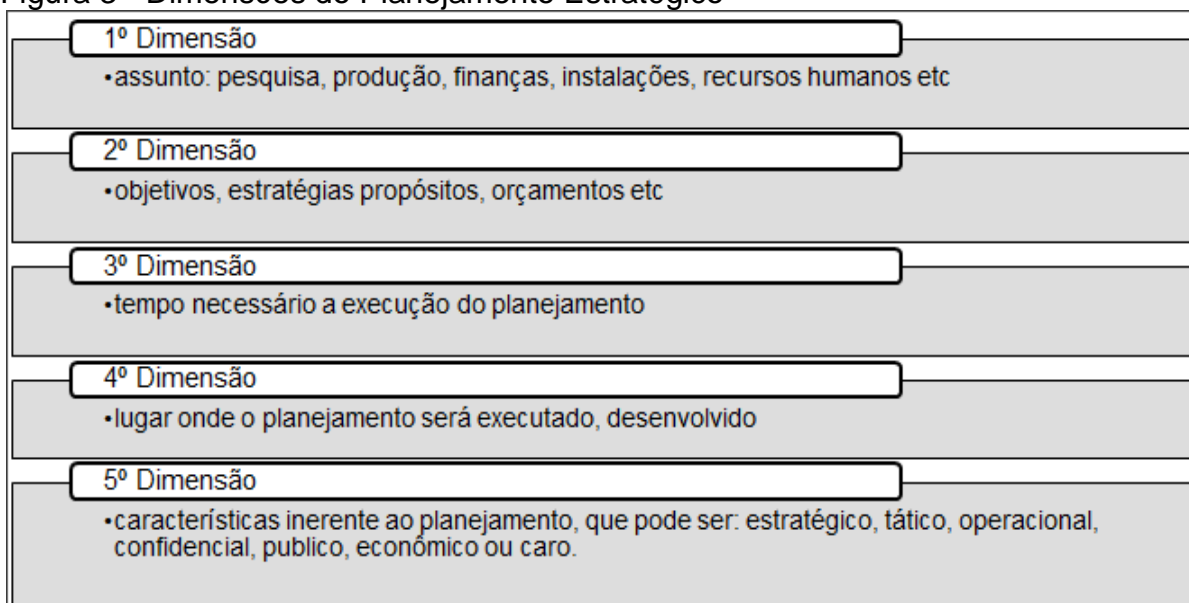 Figura 3 - Dimensões do Planejamento Estratégico
1º Dimensão
•assunto: pesquisa, produção, finanças, instalações, recursos humanos etc
2º Dimensão
•objetivos, estratégias propósitos, orçamentos etc
3º Dimensão
•tempo necessário a execução do planejamento
4º Dimensão
•lugar onde o planejamento será executado, desenvolvido
5º Dimensão
•características inerente ao planejamento, que pode ser: estratégico, tático, operacional,
confidencial, publico, econômico ou caro.